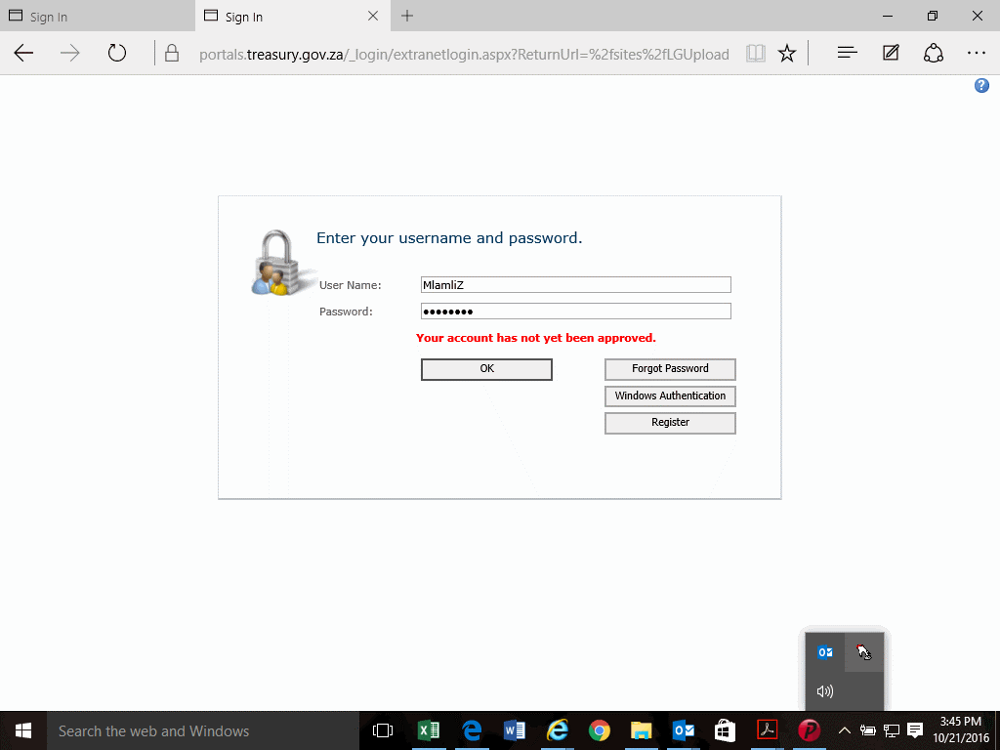 Sign In
Sign In
portals.treasury.gov.za/_login/extranetlogin.aspx?ReturnUrl=%2fsites%2fLGUpload
?
Enter your username and password.
User Name:
MlamliZ
Password:
●●●●●●●●
Your account has not yet been approved.
OK
Forgot Password
Windows Authentication
Register
Search the web and Windows
3:45 PM
10/21/2016